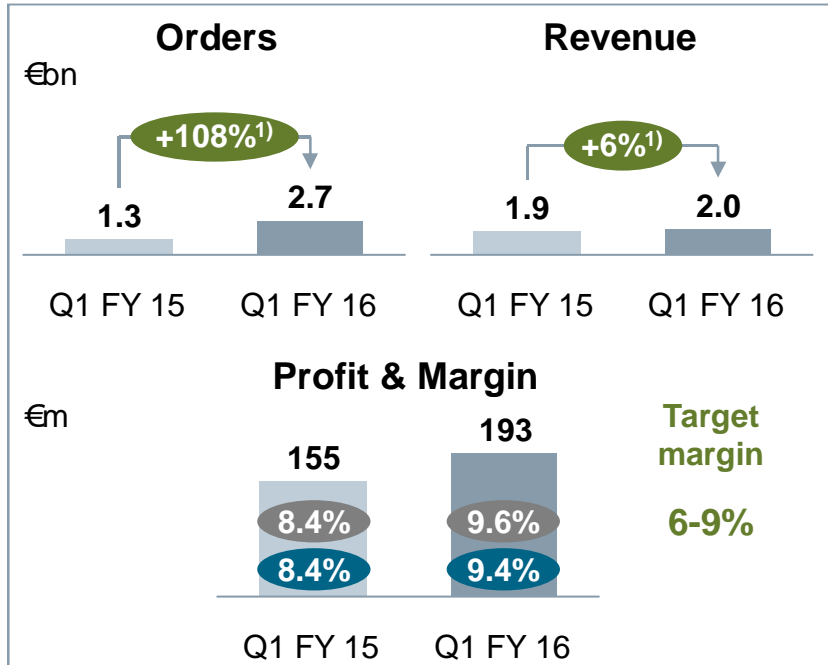 Orders
Revenue
€bn
+108%1)
+6%1)
1.3
2.7
1.9
2.0
Q1 FY 15
Q1 FY 16
Q1 FY 15
Q1 FY 16
Profit & Margin
€m
Target
margin
6-9%
155
193
8.4%
9.6%
8.4%
9.4%
Q1 FY 15
Q1 FY 16